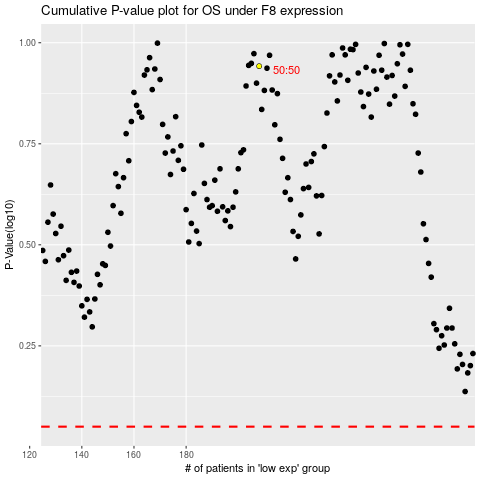 Cumulative P-value plot for OS under F8 expression
1.00
0.75
0.50
0.25
P-Value(log10)
50:50
120 140 160 180
# of patients in 'low exp' group